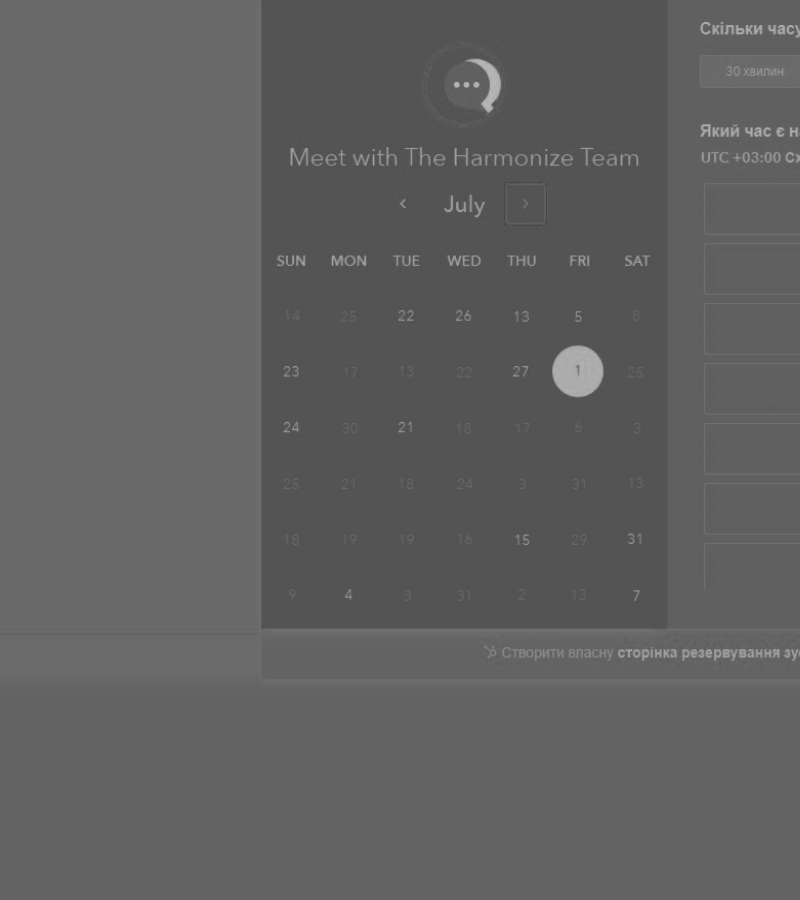 Meet with The Harmonize Team
July
SUN MON TUE WED THU FRI SAT
14 25 22 26 13 5 8
23 17 13 22 27 1 25
24 30 21 18 17 6 3
25 21 18 24 3 31 13
18 19 19 16 15 29 31
9 4 3 31 2 13 7
Скільки часу
30 хвилин
Який час є
UTC +03:00
Створити власну сторінка резервування